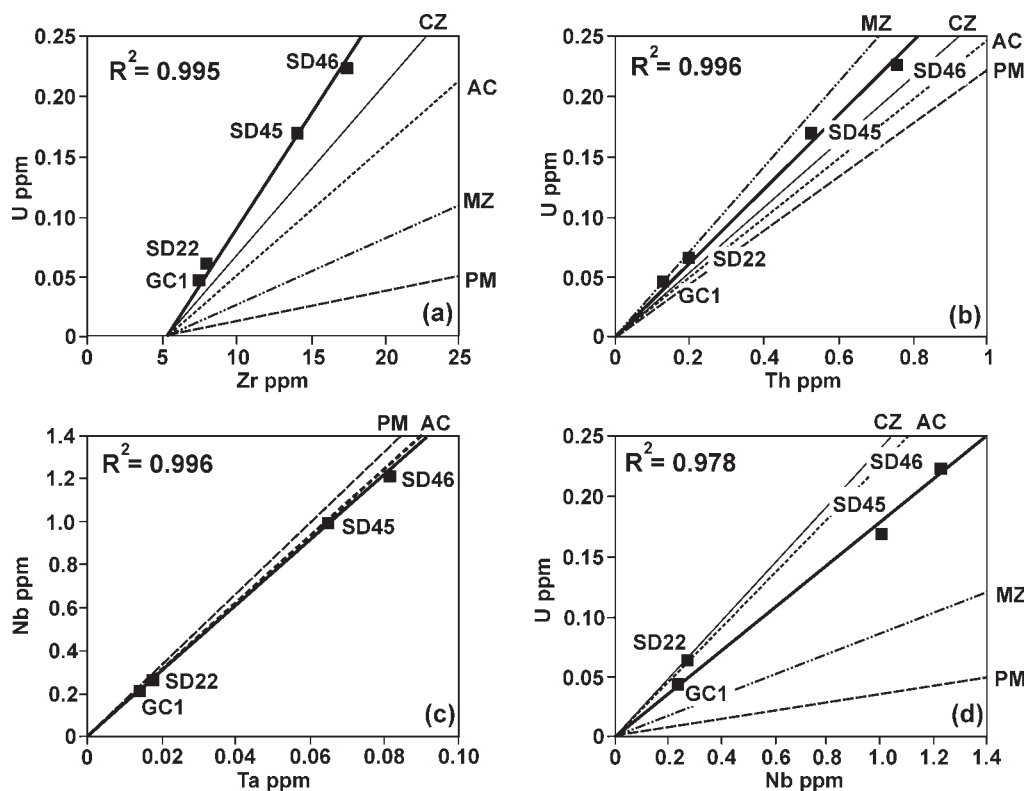 CZ
0.25
R² = 0.995
SD46
0.20
AC
SD45
0.15
U ppm
0.10
MZ
SD22
0.05
GC1
PM
(a)
0
0 5 10 15 20 25
Zr ppm
MZ CZ
0.25
AC
R² = 0.996
SD46
PM
0.20
SD45
0.15
U ppm
0.10
SD22
0.05
GC1
(b)
0
0 0.2 0.4 0.6 0.8 1
Th ppm
PM AC
1.4
R² = 0.996
1.2
SD46
1.0
SD45
0.8
Nb ppm
0.6
0.4
SD22
0.2
GC1
(c)
0
0 0.02 0.04 0.06 0.08 0.10
Ta ppm
CZ AC
0.25
R² = 0.978
SD46
0.20
SD45
0.15
U ppm
MZ
0.10
SD22
0.05
GC1
PM
(d)
0
0 0.2 0.4 0.6 0.8 1.0 1.2 1.4
Nb ppm